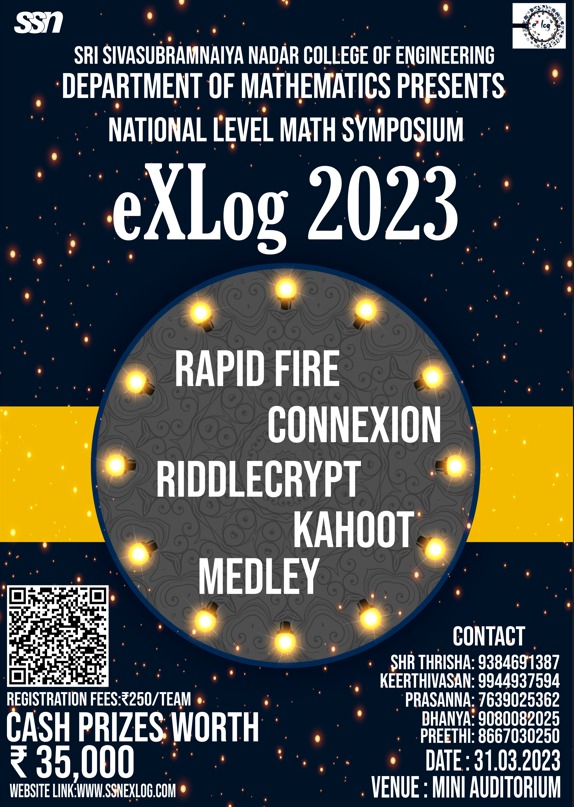 ssn
SRI SIVASUBRAMNAIYA NADAR COLLEGE OF ENGINEERING
DEPARTMENT OF MATHEMATICS PRESENTS
NATIONAL LEVEL MATH SYMPOSIUM
eXLog 2023
RAPID FIRE
CONNEXION
RIDDLECRYPT
KAHOOT
MEDLEY
REGISTRATION FEES:₹250/TEAM
CASH PRIZES WORTH
₹ 35,000
WEBSITE LINK:WWW.SSNEXLOG.COM
CONTACT
SHR THRISHA: 9384691387
KEERTHIVASAN: 9944937594
PRASANNA: 7639025362
DHANYA: 9080082025
PREETHI: 8667030250
DATE : 31.03.2023
VENUE : MINI AUDITORIUM